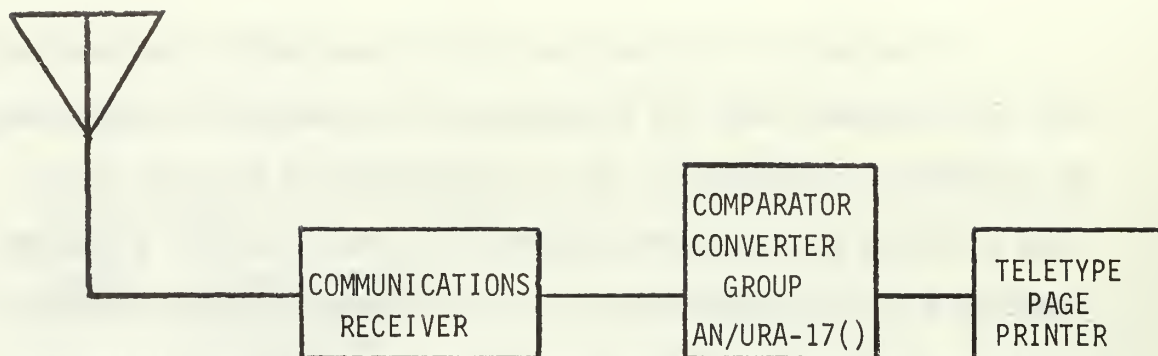 COMMUNICATIONS
RECEIVER
COMPARATOR
CONVERTER
GROUP
AN/URA-17()
TELETYPE
PAGE
PRINTER